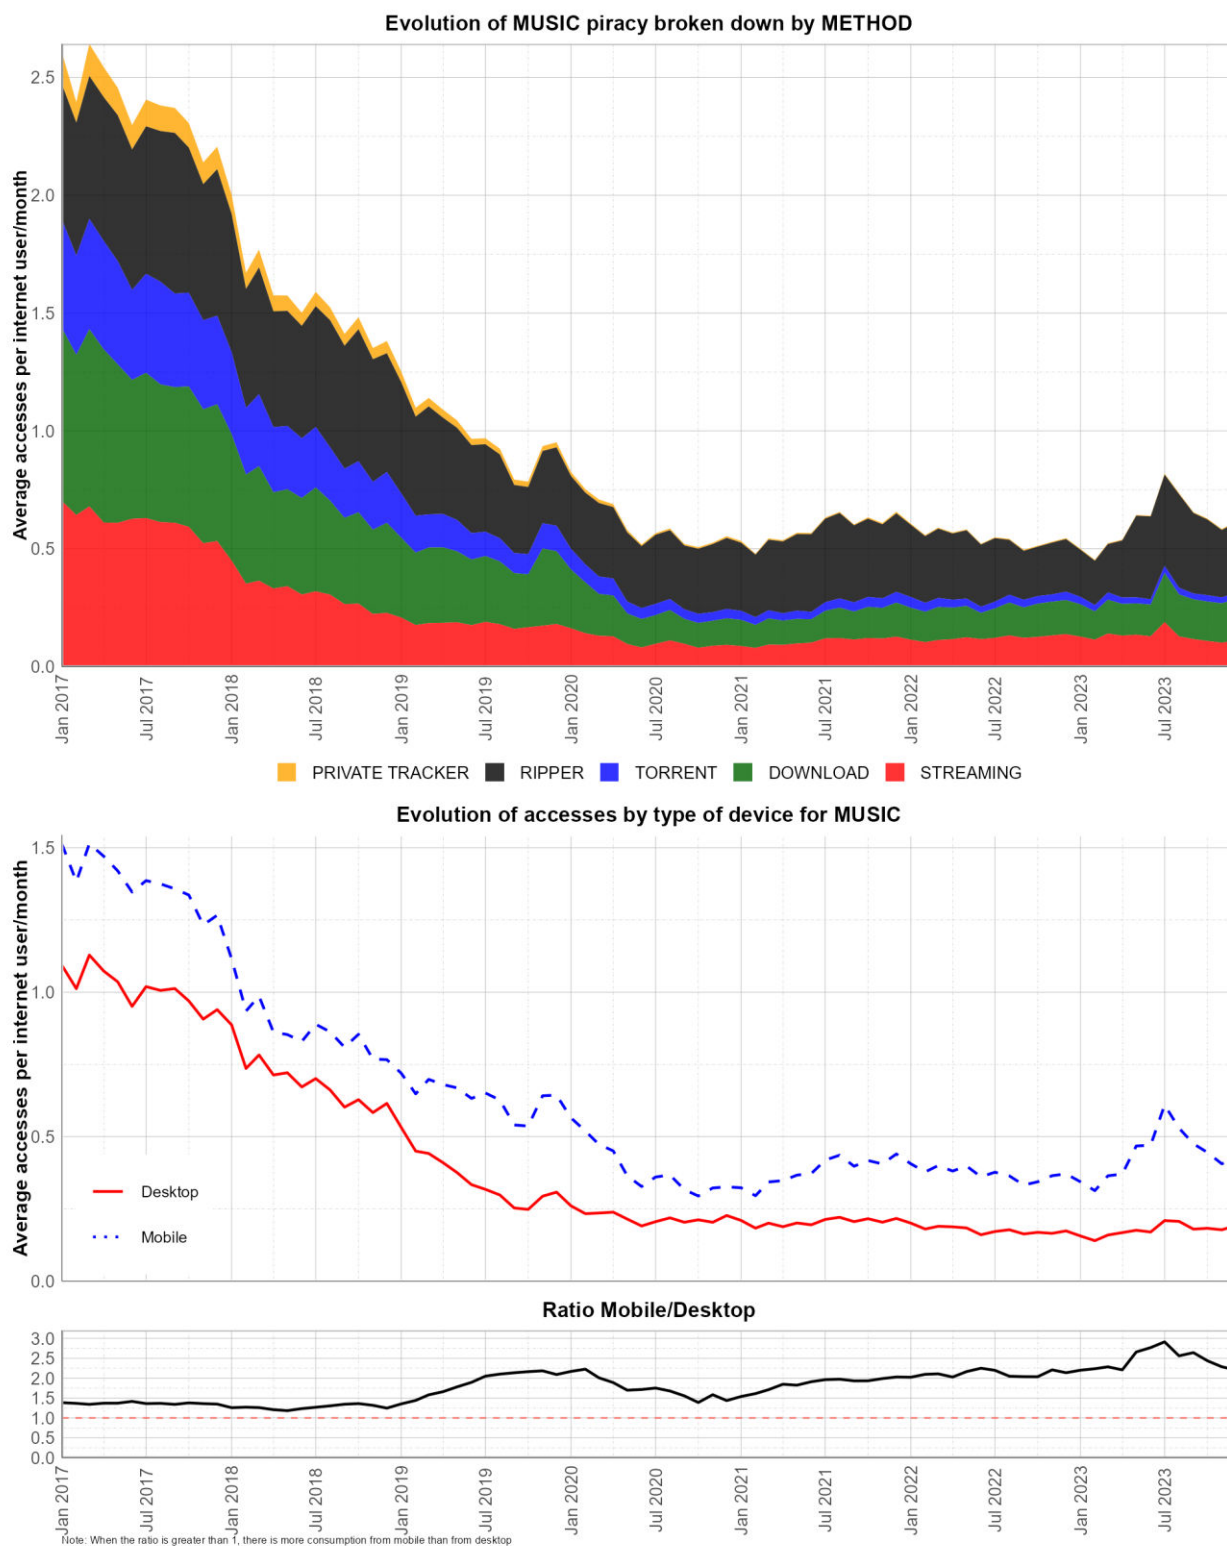 Evolution of MUSIC piracy broken down by METHOD
Average accesses per internet user/month
2.5
2.0
1.5
1.0
0.5
0.0
Jan 2017
Jul 2017
Jan 2018
Jul 2018
Jan 2019
Jul 2019
Jan 2020
Jul 2020
Jan 2021
Jul 2021
Jan 2022
Jul 2022
Jan 2023
Jul 2023
PRIVATE TRACKER RIPPER TORRENT DOWNLOAD STREAMING
Evolution of accesses by type of device for MUSIC
Average accesses per internet user/month
1.5
1.0
0.5
0.0
Desktop
Mobile
Ratio Mobile/Desktop
3.0
2.5
2.0
1.5
1.0
0.5
0.0
Jan 2017
Jul 2017
Jan 2018
Jul 2018
Jan 2019
Jul 2019
Jan 2020
Jul 2020
Jan 2021
Jul 2021
Jan 2022
Jul 2022
Jan 2023
Jul 2023
Note: When the ratio is greater than 1, there is more consumption from mobile than from desktop